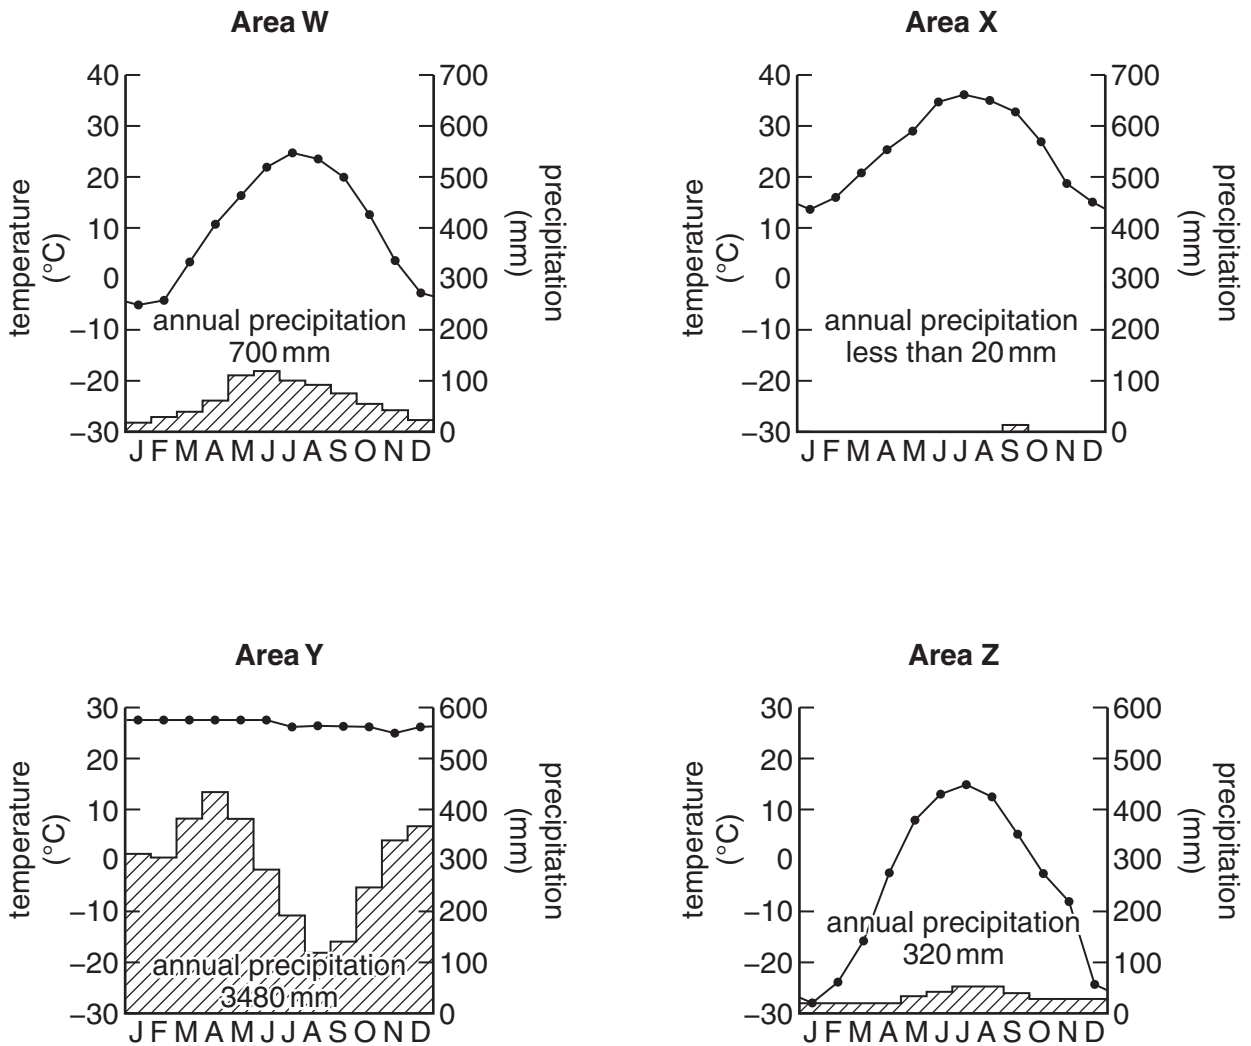 Area W
40
30
20
10
0
−10
−20
−30
temperature
(°C)
700
600
500
400
300
200
100
0
precipitation
(mm)
annual precipitation
700 mm
J F M A M J J A S O N D
Area X
40
30
20
10
0
−10
−20
−30
temperature
(°C)
700
600
500
400
300
200
100
0
precipitation
(mm)
annual precipitation
less than 20 mm
J F M A M J J A S O N D
Area Y
30
20
10
0
−10
−20
−30
temperature
(°C)
600
500
400
300
200
100
0
precipitation
(mm)
annual precipitation
3480 mm
J F M A M J J A S O N D
Area Z
30
20
10
0
−10
−20
−30
temperature
(°C)
600
500
400
300
200
100
0
precipitation
(mm)
annual precipitation
320 mm
J F M A M J J A S O N D